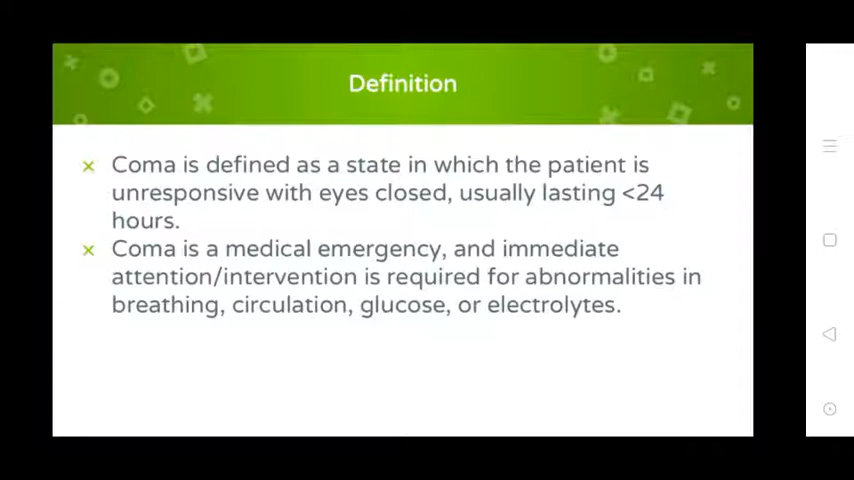 Definition
Coma is defined as a state in which the patient is
unresponsive with eyes closed, usually lasting <24
hours.
Coma is a medical emergency, and immediate
attention/intervention is required for abnormalities in
breathing, circulation, glucose, or electrolytes.